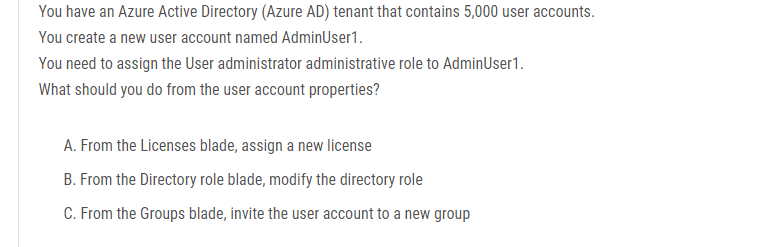 You have an Azure Active Directory (Azure AD) tenant that contains 5,000 user accounts.
You create a new user account named AdminUser1.
You need to assign the User administrator administrative role to AdminUser1.
What should you do from the user account properties?
A. From the Licenses blade, assign a new license
B. From the Directory role blade, modify the directory role
C. From the Groups blade, invite the user account to a new group